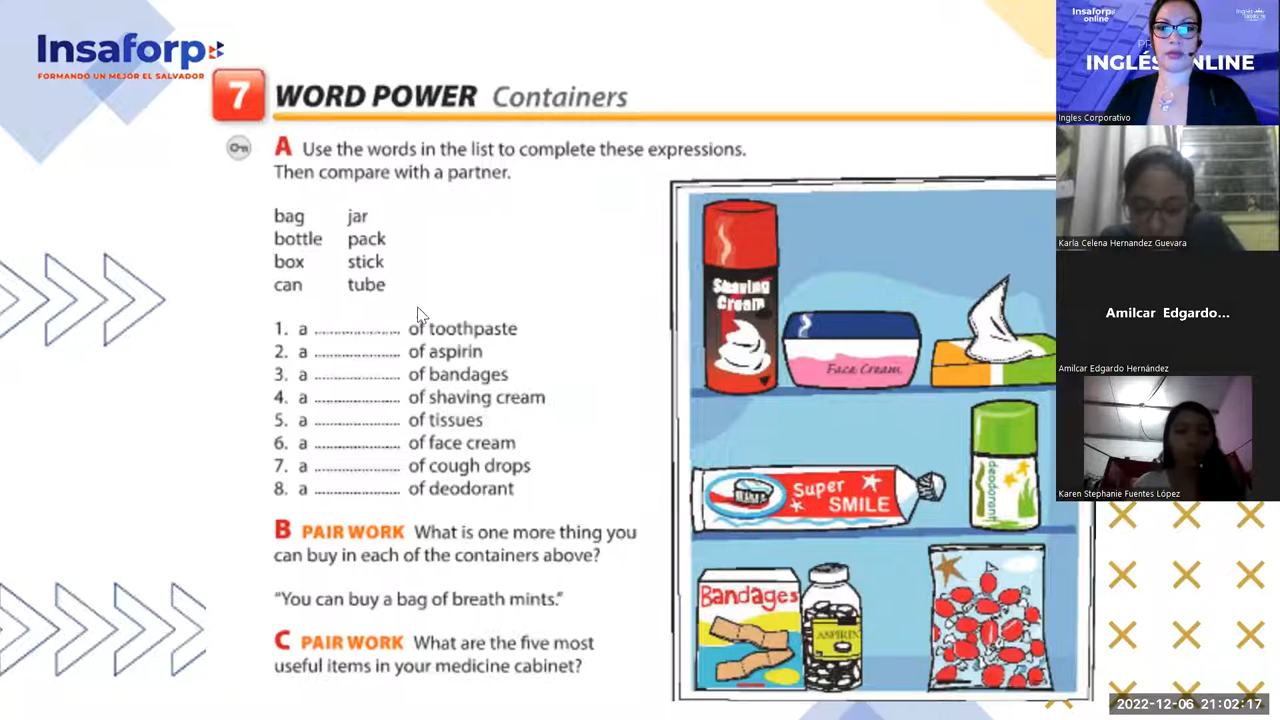 Insaforp
FORMANDO UN MEJOR EL SALVADOR
7 WORD POWER Containers
A Use the words in the list to complete these expressions.
Then compare with a partner.
bag jar
bottle pack
box stick
can tube
1. a .................... of toothpaste
2. a .................... of aspirin
3. a .................... of bandages
4. a .................... of shaving cream
5. a .................... of tissues
6. a .................... of face cream
7. a .................... of cough drops
8. a .................... of deodorant
B PAIR WORK What is one more thing you
can buy in each of the containers above?
"You can buy a bag of breath mints."
C PAIR WORK What are the five most
useful items in your medicine cabinet?
Shaving
Cream
Face Cream
Super
SMILE
deodorant
Bandages
ASPIRIN
Insaforp
online
INGLÉS ONLINE
Ingles Corporativo
Karla Celena Hernandez Guevara
Amilcar Edgardo...
Amilcar Edgardo Hernández
Karen Stephanie Fuentes López
2022-12-06 21:02:17